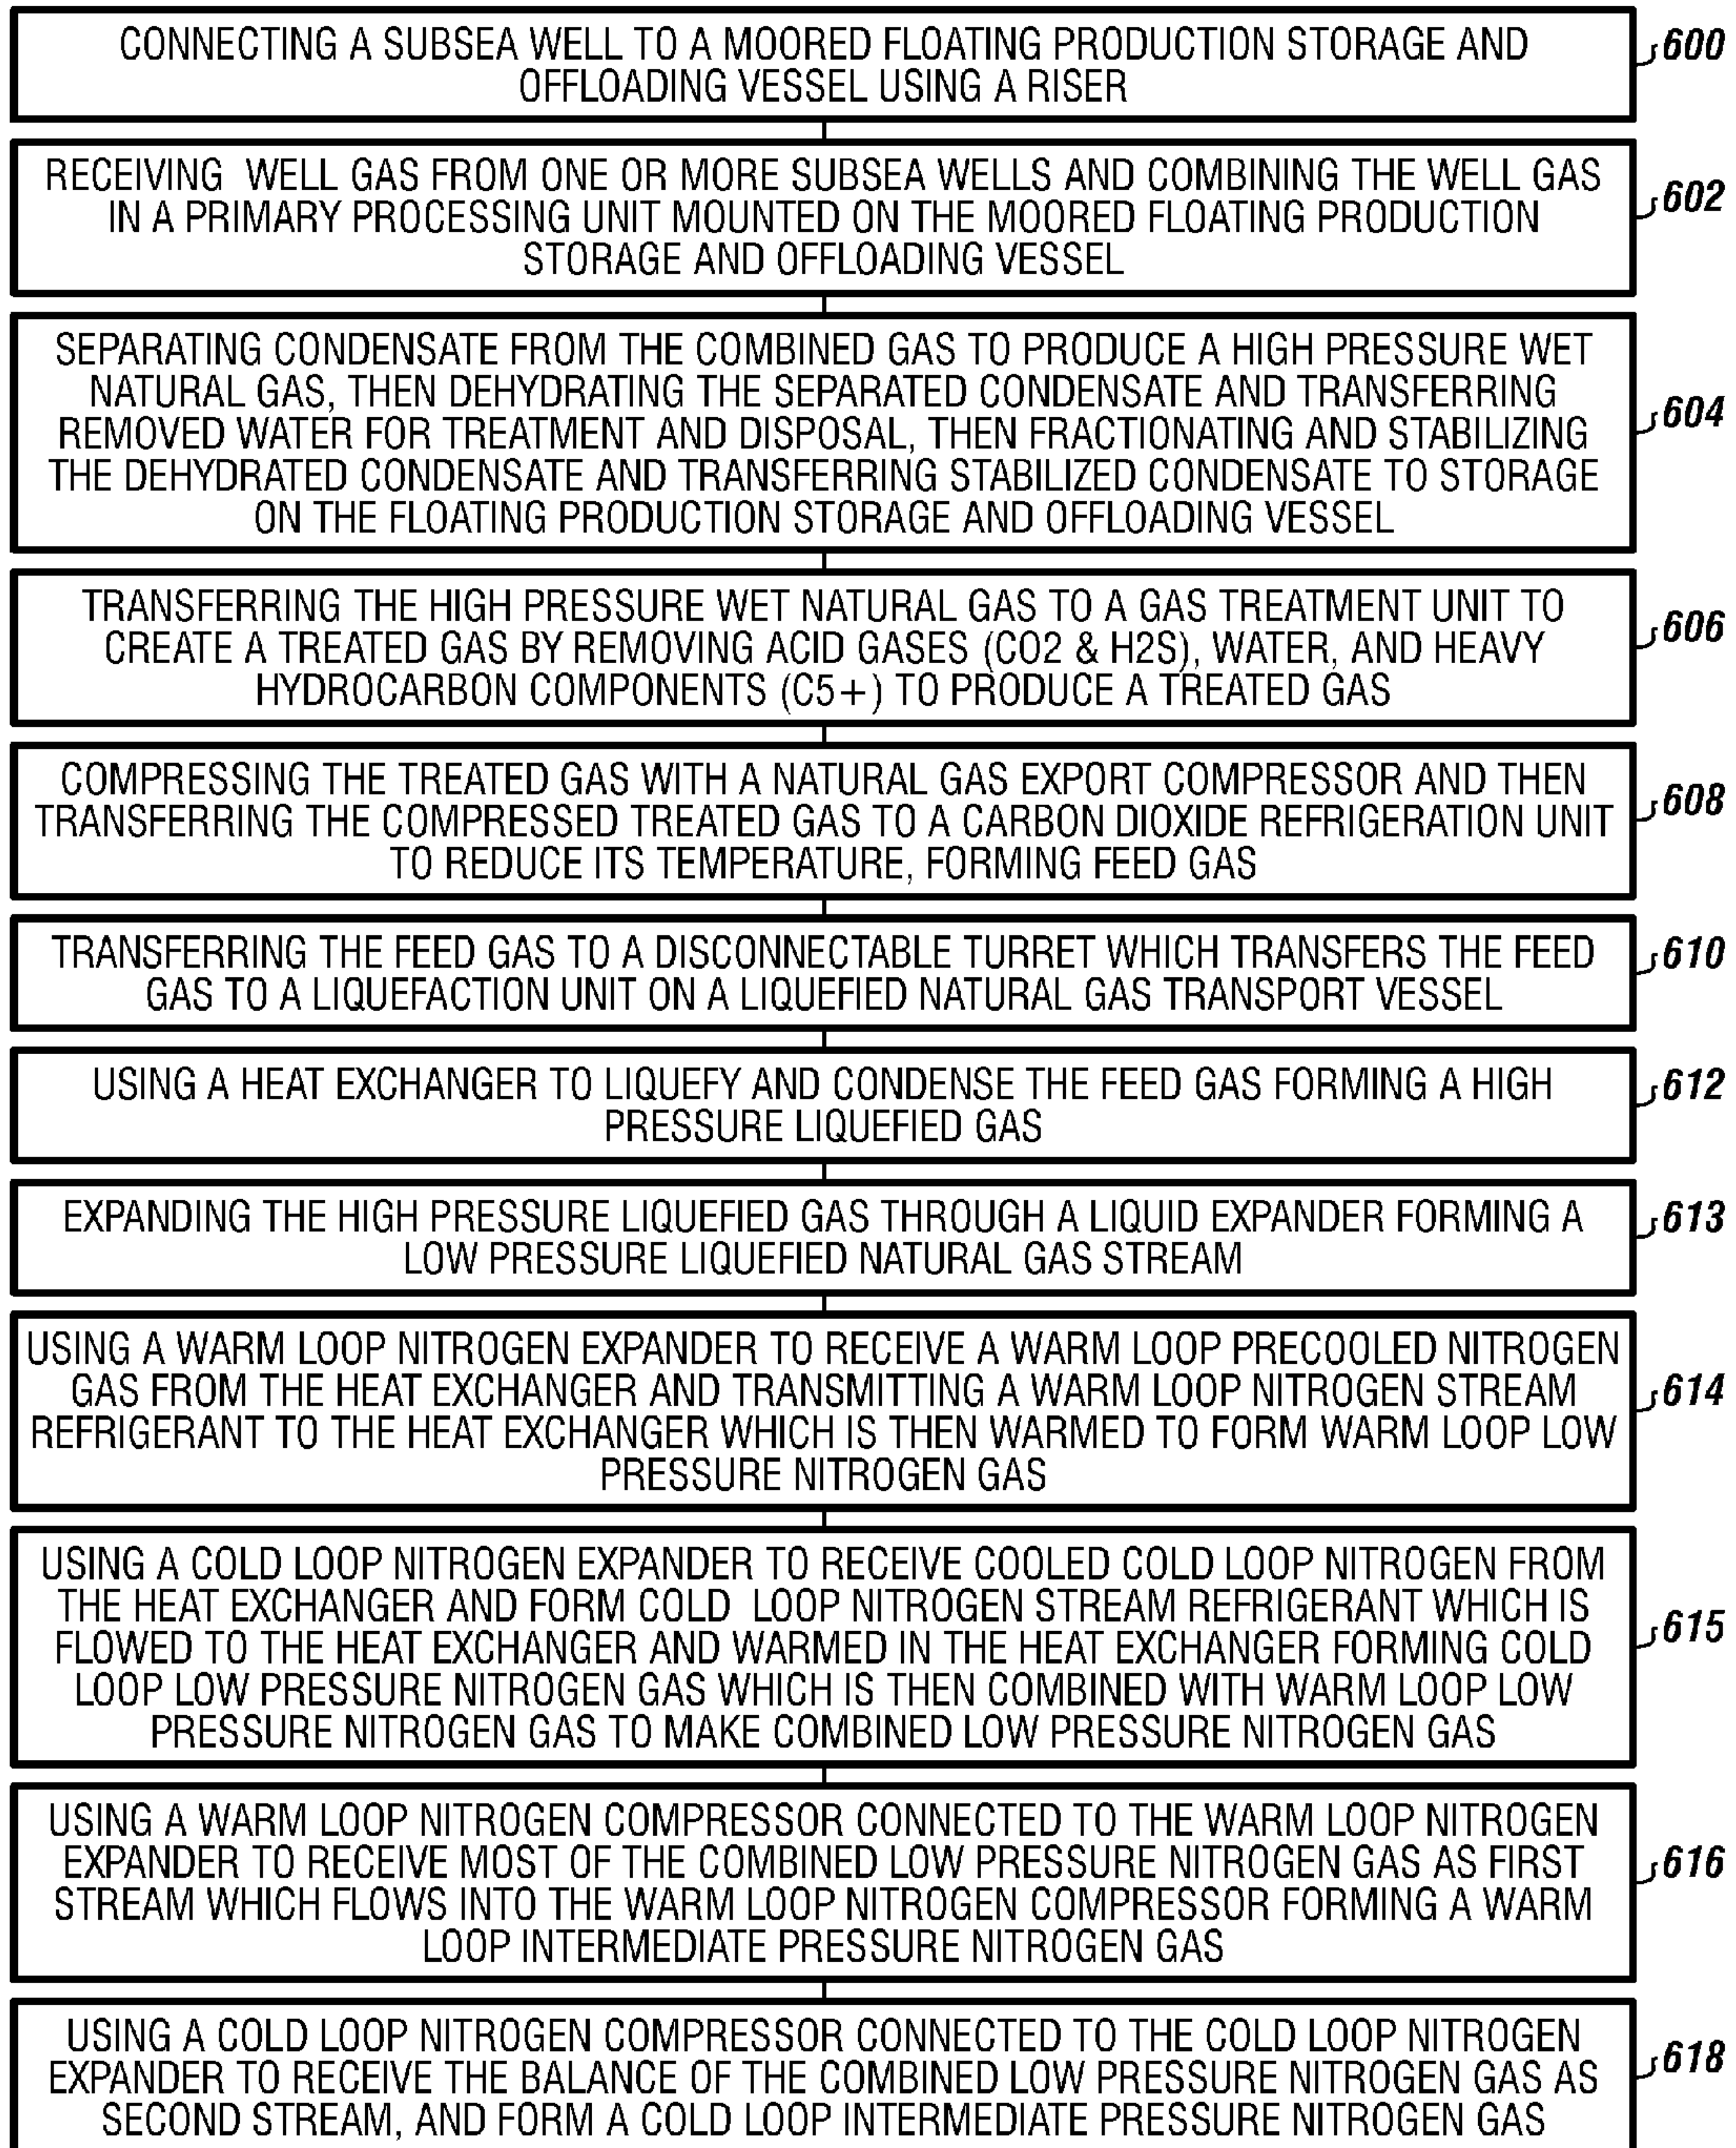 CONNECTING A SUBSEA WELL TO A MOORED FLOATING PRODUCTION STORAGE AND
OFFLOADING VESSEL USING A RISER
600
RECEIVING WELL GAS FROM ONE OR MORE SUBSEA WELLS AND COMBINING THE WELL GAS
IN A PRIMARY PROCESSING UNIT MOUNTED ON THE MOORED FLOATING PRODUCTION
STORAGE AND OFFLOADING VESSEL
602
SEPARATING CONDENSATE FROM THE COMBINED GAS TO PRODUCE A HIGH PRESSURE WET
NATURAL GAS, THEN DEHYDRATING THE SEPARATED CONDENSATE AND TRANSFERRING
REMOVED WATER FOR TREATMENT AND DISPOSAL, THEN FRACTIONATING AND STABILIZING
THE DEHYDRATED CONDENSATE AND TRANSFERRING STABILIZED CONDENSATE TO STORAGE
ON THE FLOATING PRODUCTION STORAGE AND OFFLOADING VESSEL
604
TRANSFERRING THE HIGH PRESSURE WET NATURAL GAS TO A GAS TREATMENT UNIT TO
CREATE A TREATED GAS BY REMOVING ACID GASES (CO2 & H2S), WATER, AND HEAVY
HYDROCARBON COMPONENTS (C5+) TO PRODUCE A TREATED GAS
606
COMPRESSING THE TREATED GAS WITH A NATURAL GAS EXPORT COMPRESSOR AND THEN
TRANSFERRING THE COMPRESSED TREATED GAS TO A CARBON DIOXIDE REFRIGERATION UNIT
TO REDUCE ITS TEMPERATURE, FORMING FEED GAS
608
TRANSFERRING THE FEED GAS TO A DISCONNECTABLE TURRET WHICH TRANSFERS THE FEED
GAS TO A LIQUEFACTION UNIT ON A LIQUEFIED NATURAL GAS TRANSPORT VESSEL
610
USING A HEAT EXCHANGER TO LIQUEFY AND CONDENSE THE FEED GAS FORMING A HIGH
PRESSURE LIQUEFIED GAS
612
EXPANDING THE HIGH PRESSURE LIQUEFIED GAS THROUGH A LIQUID EXPANDER FORMING A
LOW PRESSURE LIQUEFIED NATURAL GAS STREAM
613
USING A WARM LOOP NITROGEN EXPANDER TO RECEIVE A WARM LOOP PRECOOLED NITROGEN
GAS FROM THE HEAT EXCHANGER AND TRANSMITTING A WARM LOOP NITROGEN STREAM
REFRIGERANT TO THE HEAT EXCHANGER WHICH IS THEN WARMED TO FORM WARM LOOP LOW
PRESSURE NITROGEN GAS
614
USING A COLD LOOP NITROGEN EXPANDER TO RECEIVE COOLED COLD LOOP NITROGEN FROM
THE HEAT EXCHANGER AND FORM COLD LOOP NITROGEN STREAM REFRIGERANT WHICH IS
FLOWED TO THE HEAT EXCHANGER AND WARMED IN THE HEAT EXCHANGER FORMING COLD
LOOP LOW PRESSURE NITROGEN GAS WHICH IS THEN COMBINED WITH WARM LOOP LOW
PRESSURE NITROGEN GAS TO MAKE COMBINED LOW PRESSURE NITROGEN GAS
615
USING A WARM LOOP NITROGEN COMPRESSOR CONNECTED TO THE WARM LOOP NITROGEN
EXPANDER TO RECEIVE MOST OF THE COMBINED LOW PRESSURE NITROGEN GAS AS FIRST
STREAM WHICH FLOWS INTO THE WARM LOOP NITROGEN COMPRESSOR FORMING A WARM
LOOP INTERMEDIATE PRESSURE NITROGEN GAS
616
USING A COLD LOOP NITROGEN COMPRESSOR CONNECTED TO THE COLD LOOP NITROGEN
EXPANDER TO RECEIVE THE BALANCE OF THE COMBINED LOW PRESSURE NITROGEN GAS AS
SECOND STREAM, AND FORM A COLD LOOP INTERMEDIATE PRESSURE NITROGEN GAS
618